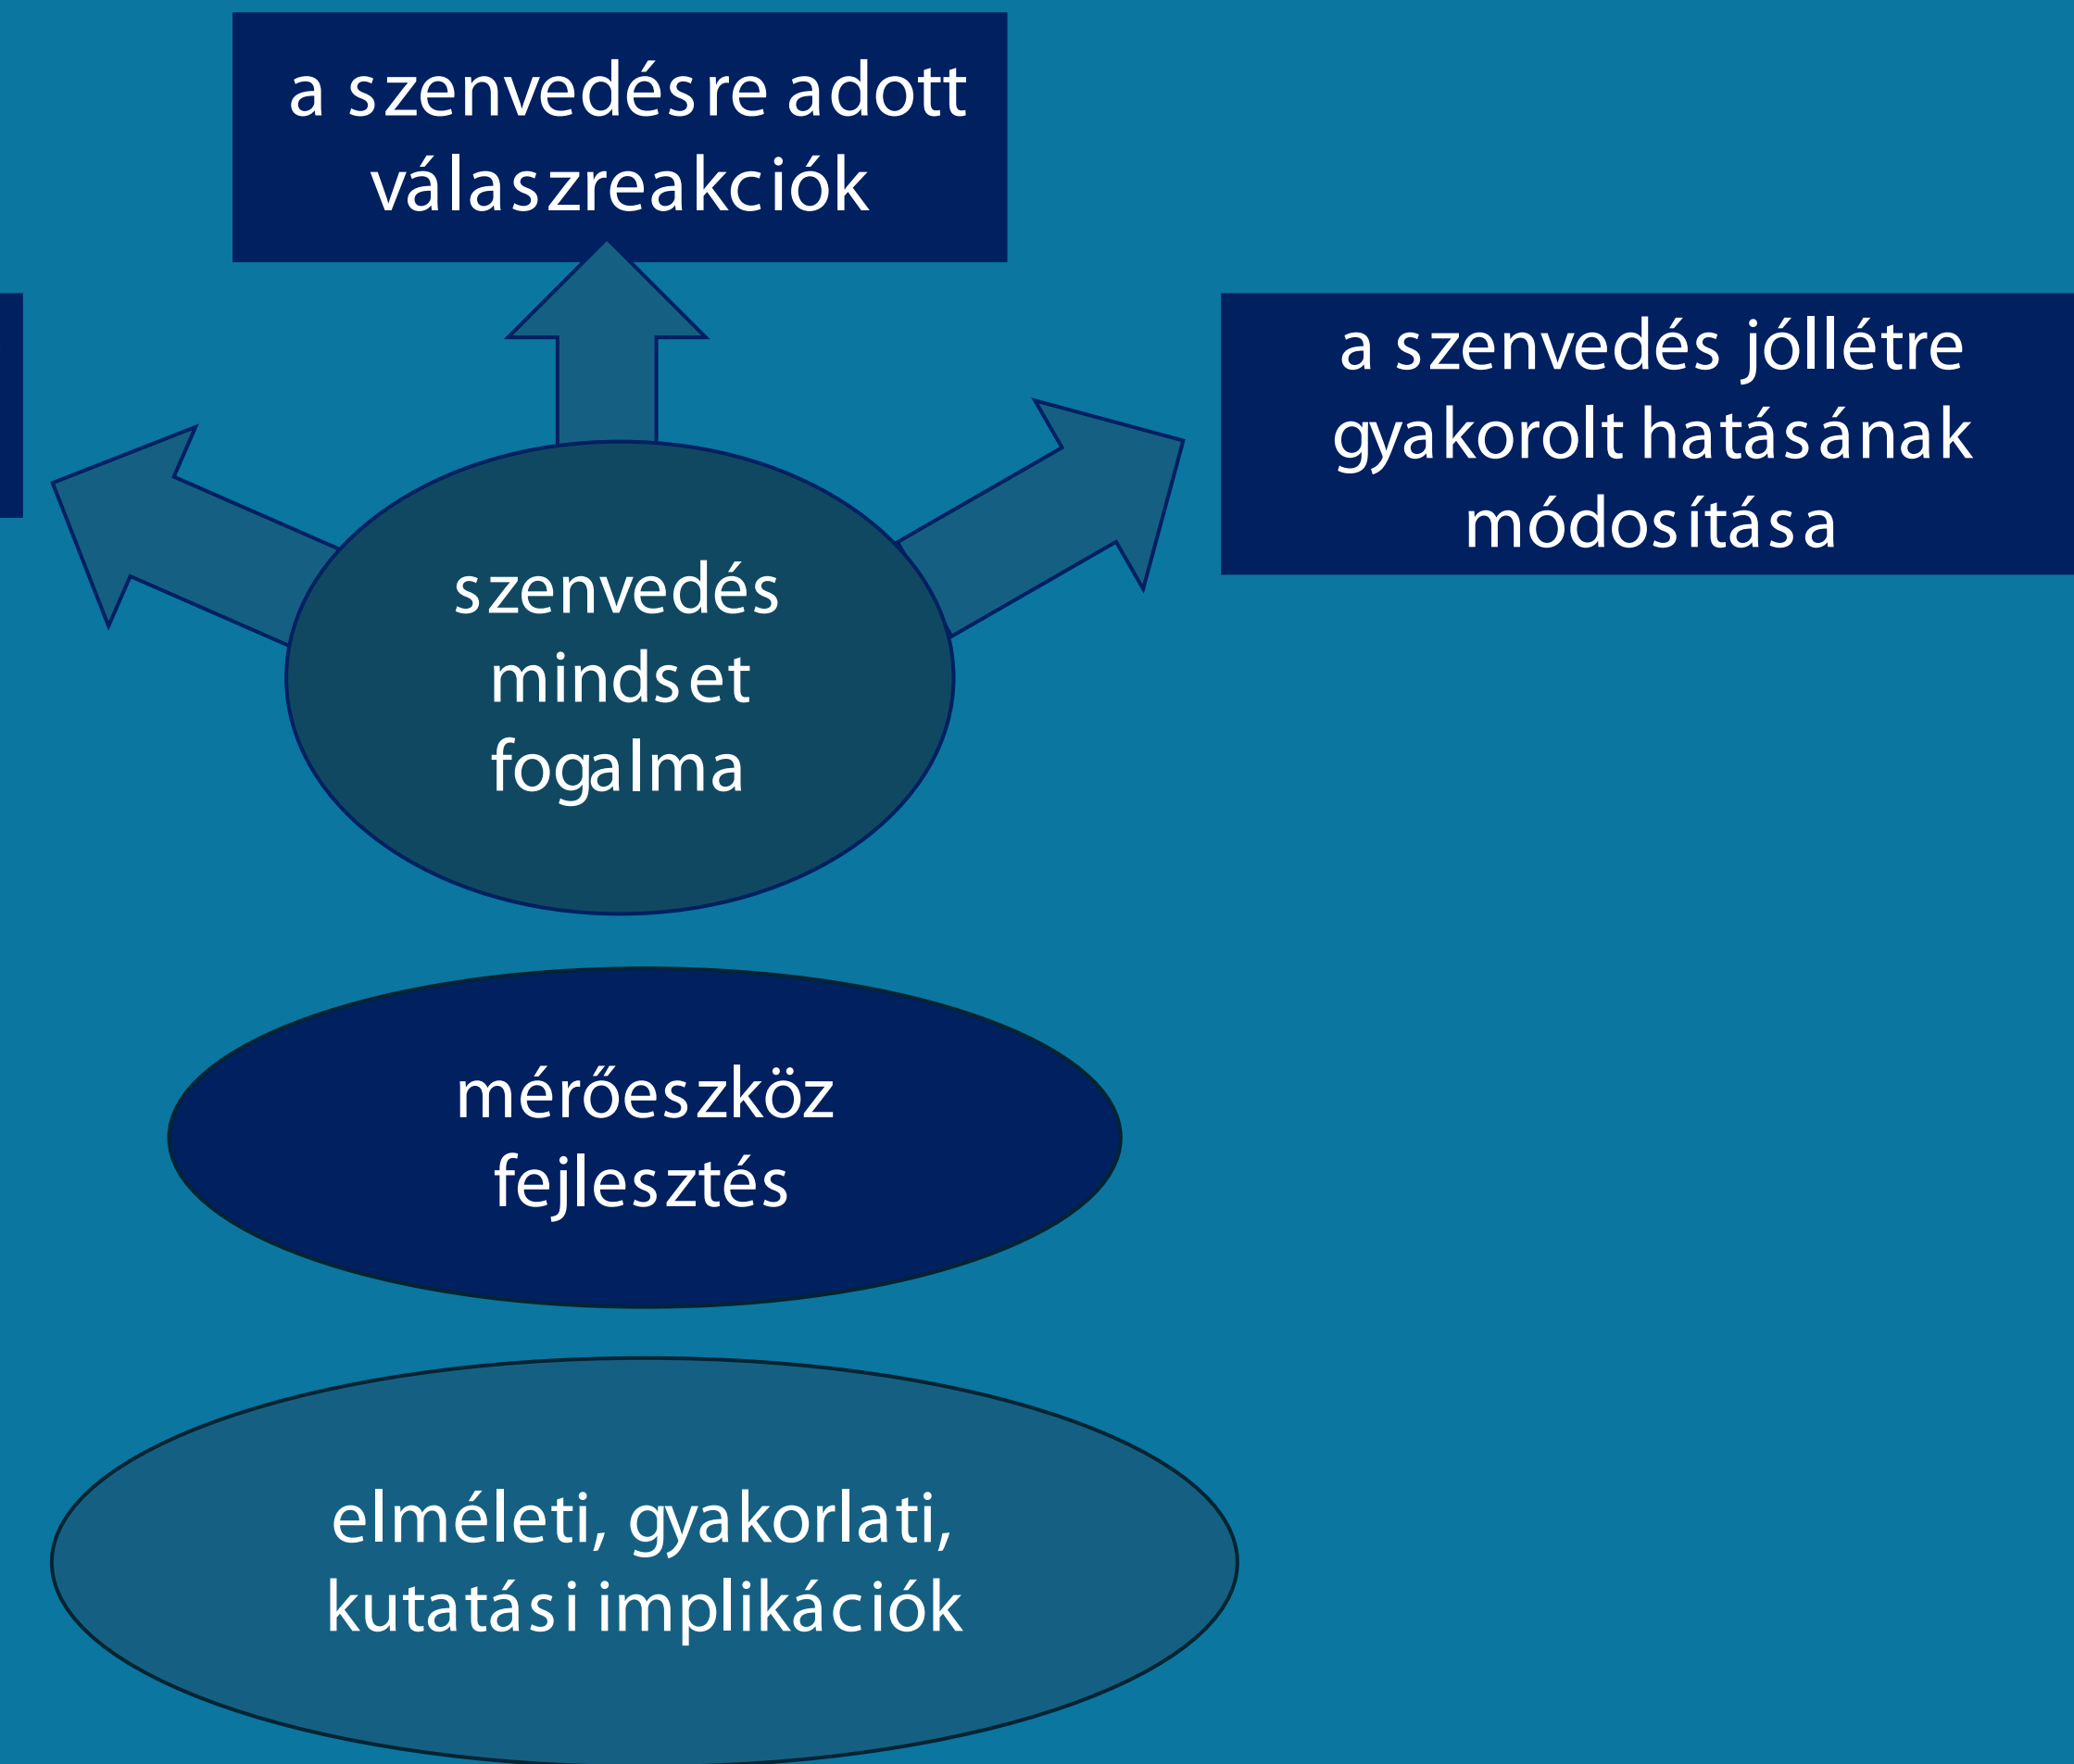 a szenvedésre adott
válaszreakciók
a szenvedés jóllétre
gyakorolt hatásának
módosítása
szenvedés
mindset
fogalma
mérőeszköz
fejlesztés
elméleti, gyakorlati,
kutatási implikációk